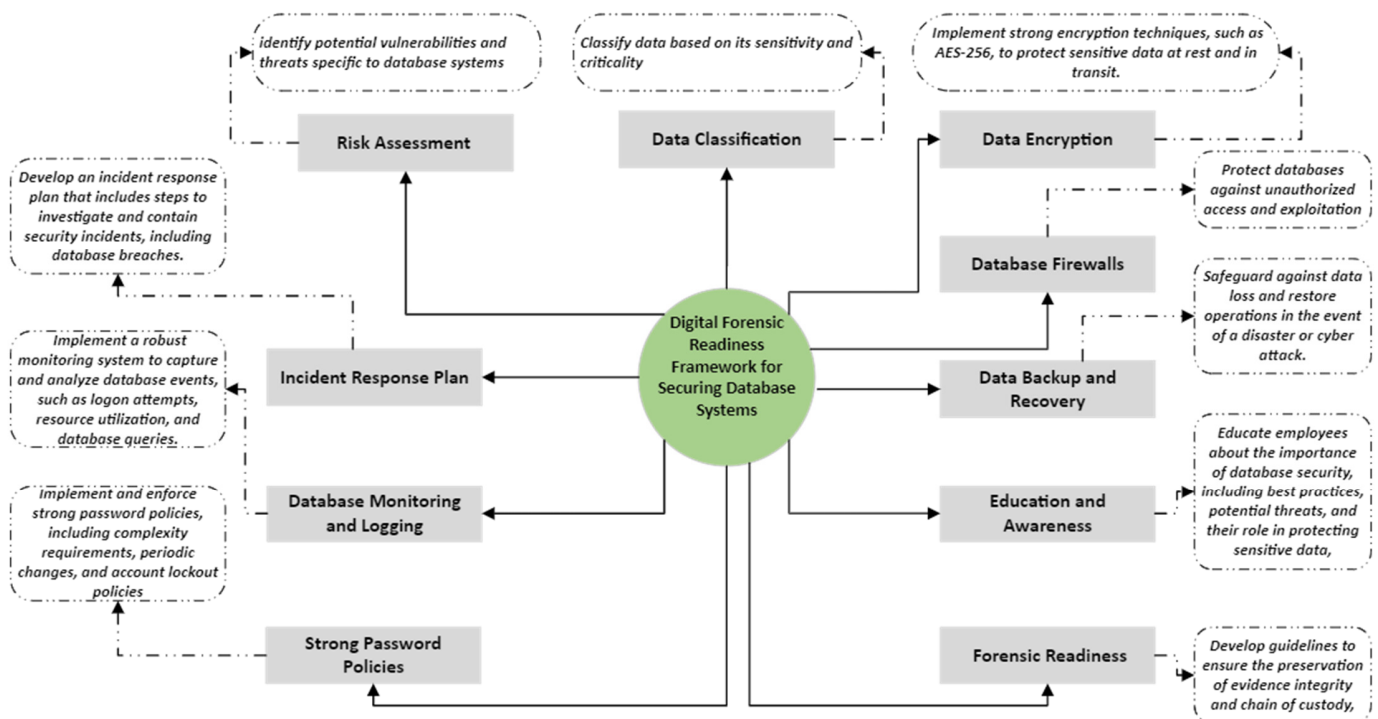 identify potential vulnerabilities and
threats specific to database systems
Classify data based on its sensitivity and
criticality
Implement strong encryption techniques, such as
AES-256, to protect sensitive data at rest and in
transit.
Risk Assessment
Data Classification
Data Encryption
Develop an incident response
plan that includes steps to
investigate and contain
security incidents, including
database breaches.
Protect databases
against unauthorized
access and exploitation
Database Firewalls
Safeguard against data
loss and restore
operations in the event
of a disaster or cyber
attack.
Digital Forensic
Readiness
Framework for
Securing Database
Systems
Implement a robust
monitoring system to capture
and analyze database events,
such as logon attempts,
resource utilization, and
database queries.
Incident Response Plan
Data Backup and
Recovery
Educate employees
about the importance
of database security,
including best practices,
potential threats, and
their role in protecting
sensitive data,
Implement and enforce
strong password policies,
including complexity
requirements, periodic
changes, and account lockout
policies
Database Monitoring
and Logging
Education and
Awareness
Strong Password
Policies
Forensic Readiness
Develop guidelines to
ensure the preservation
of evidence integrity
and chain of custody,